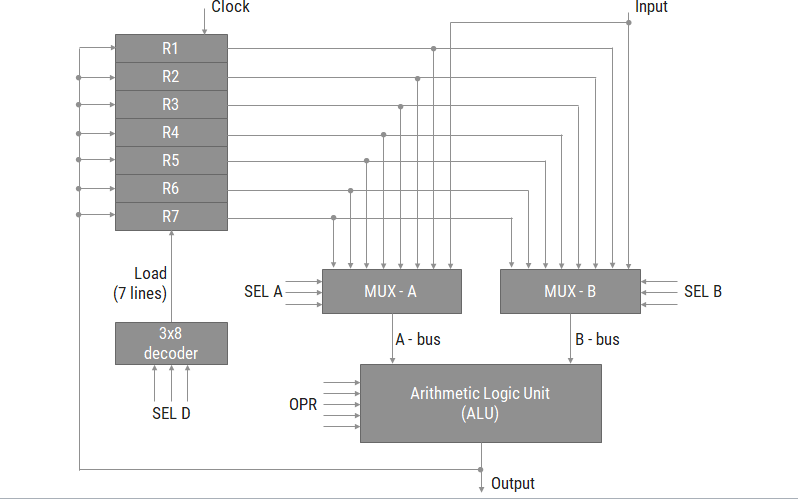 Clock
Input
R1
R2
R3
R4
R5
R6
R7
Load
(7 lines)
SEL A
MUX - A
MUX - B
SEL B
3x8
decoder
A - bus
B - bus
SEL D
OPR
Arithmetic Logic Unit
(ALU)
Output